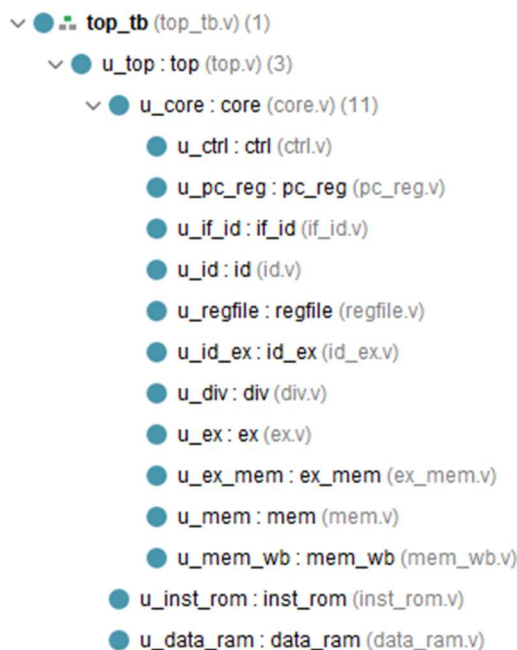 top_tb (top_tb.v) (1)
u_top : top (top.v) (3)
u_core : core (core.v) (11)
u_ctrl : ctrl (ctrl.v)
u_pc_reg : pc_reg (pc_reg.v)
u_if_id : if_id (if_id.v)
u_id : id (id.v)
u_regfile : regfile (regfile.v)
u_id_ex : id_ex (id_ex.v)
u_div : div (div.v)
u_ex : ex (ex.v)
u_ex_mem : ex_mem (ex_mem.v)
u_mem : mem (mem.v)
u_mem_wb : mem_wb (mem_wb.v)
u_inst_rom : inst_rom (inst_rom.v)
u_data_ram : data_ram (data_ram.v)